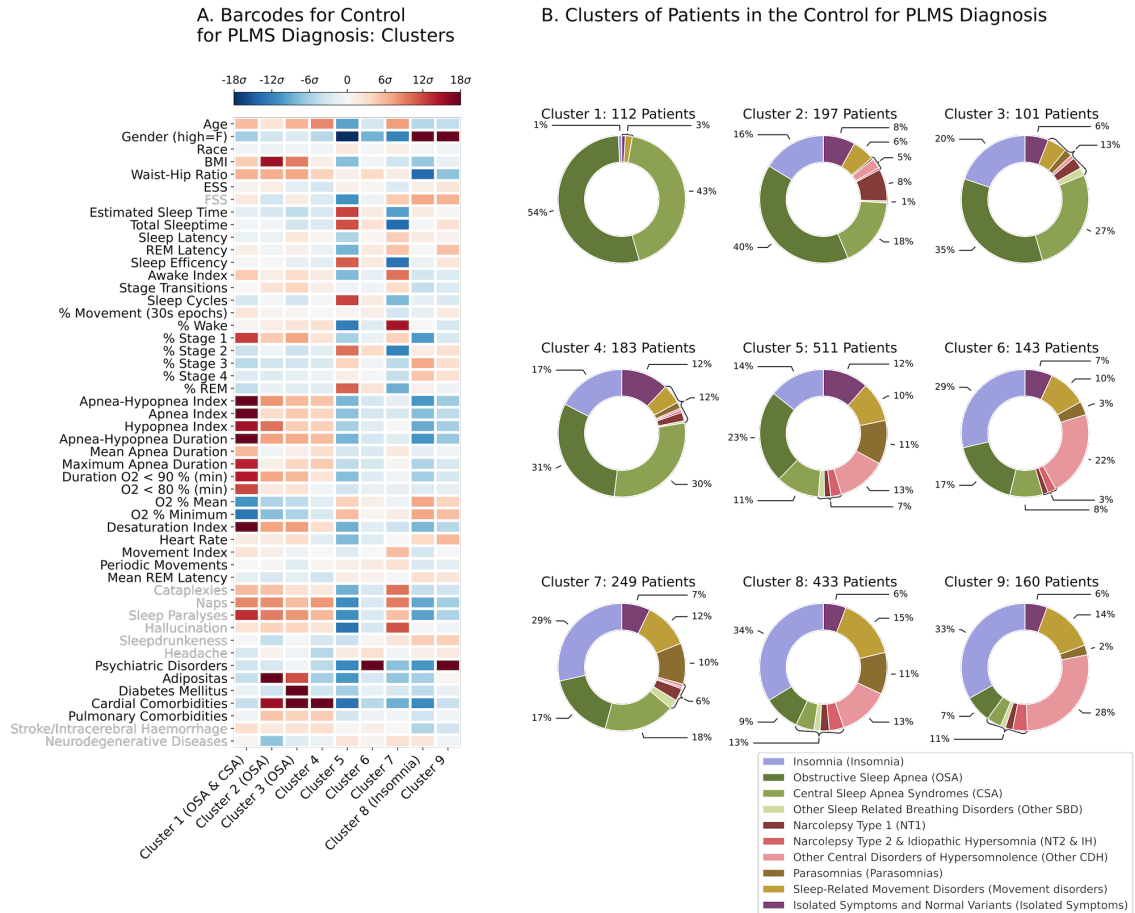 A. Barcodes for Control
for PLMS Diagnosis: Clusters
-18σ -12σ -6σ 0 6σ 12σ 18σ
Age
Gender (high=F)
Race
BMI
Waist-Hip Ratio
ESS
FSS
Estimated Sleep Time
Total Sleeptime
Sleep Latency
REM Latency
Sleep Efficency
Awake Index
Stage Transitions
Sleep Cycles
% Movement (30s epochs)
% Wake
% Stage 1
% Stage 2
% Stage 3
% Stage 4
% REM
Apnea-Hypopnea Index
Apnea Index
Hypopnea Index
Apnea-Hypopnea Duration
Mean Apnea Duration
Maximum Apnea Duration
Duration O2 < 90 % (min)
O2 < 80 % (min)
O2 % Mean
O2 % Minimum
Desaturation Index
Heart Rate
Movement Index
Periodic Movements
Mean REM Latency
Cataplexies
Naps
Sleep Paralyses
Hallucination
Sleepdrunkeness
Headache
Psychiatric Disorders
Adipositas
Diabetes Mellitus
Cardial Comorbidities
Pulmonary Comorbidities
Stroke/Intracerebral Haemorrhage
Neurodegenerative Diseases
Cluster 1 (OSA & CSA)
Cluster 2 (OSA)
Cluster 3 (OSA)
Cluster 4
Cluster 5
Cluster 6
Cluster 7
Cluster 8 (Insomnia)
Cluster 9
B. Clusters of Patients in the Control for PLMS Diagnosis
Cluster 1: 112 Patients
1%
3%
43%
54%
Cluster 2: 197 Patients
16%
8%
6%
5%
8%
1%
18%
40%
Cluster 3: 101 Patients
20%
6%
13%
27%
35%
Cluster 4: 183 Patients
17%
12%
12%
30%
31%
Cluster 5: 511 Patients
14%
12%
10%
11%
13%
7%
11%
23%
Cluster 6: 143 Patients
29%
7%
10%
3%
22%
3%
8%
17%
Cluster 7: 249 Patients
29%
7%
12%
10%
6%
18%
17%
Cluster 8: 433 Patients
34%
6%
15%
11%
13%
13%
9%
Cluster 9: 160 Patients
33%
6%
14%
2%
28%
11%
7%
Insomnia (Insomnia)
Obstructive Sleep Apnea (OSA)
Central Sleep Apnea Syndromes (CSA)
Other Sleep Related Breathing Disorders (Other SBD)
Narcolepsy Type 1 (NT1)
Narcolepsy Type 2 & Idiopathic Hypersomnia (NT2 & IH)
Other Central Disorders of Hypersomnolence (Other CDH)
Parasomnias (Parasomnias)
Sleep-Related Movement Disorders (Movement disorders)
Isolated Symptoms and Normal Variants (Isolated Symptoms)